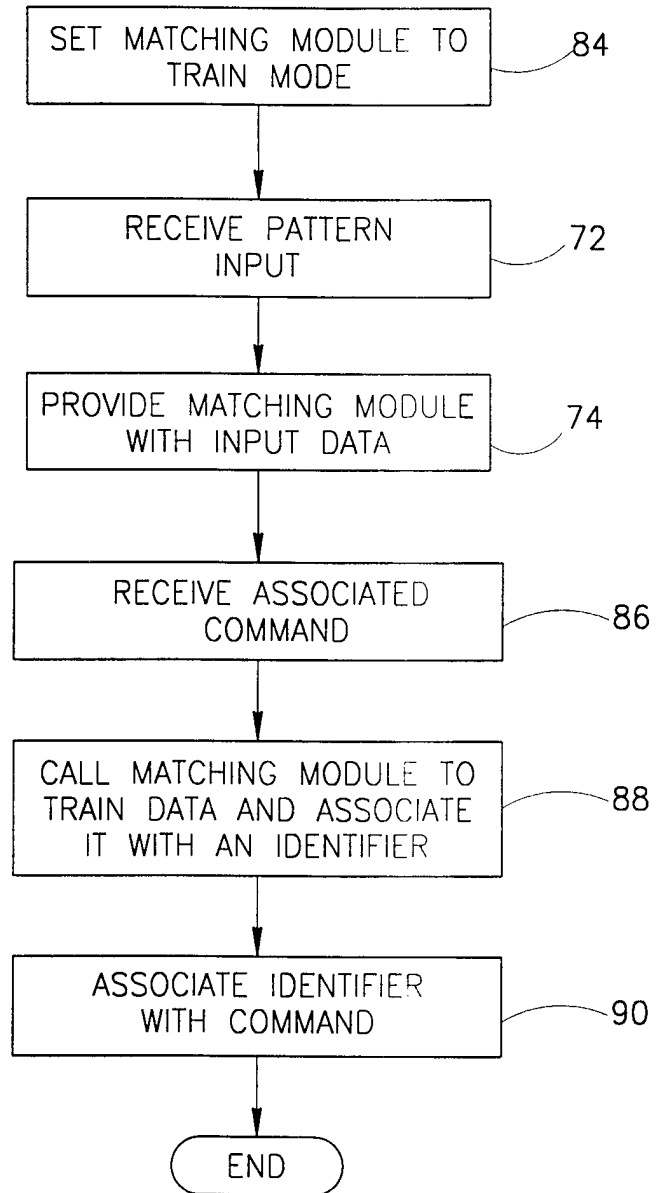 SET MATCHING MODULE TO
TRAIN MODE
84
RECEIVE PATTERN
INPUT
72
PROVIDE MATCHING MODULE
WITH INPUT DATA
74
RECEIVE ASSOCIATED
COMMAND
86
CALL MATCHING MODULE TO
TRAIN DATA AND ASSOCIATE
IT WITH AN IDENTIFIER
88
ASSOCIATE IDENTIFIER
WITH COMMAND
90
END